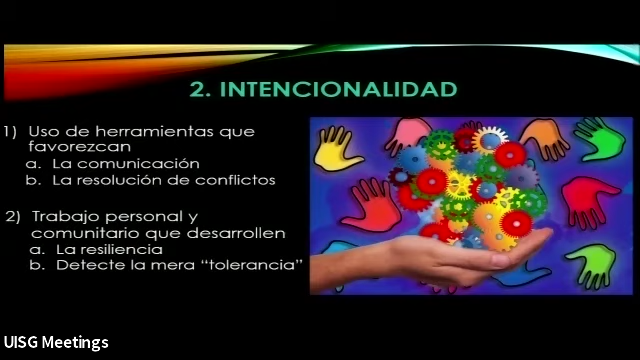 2. INTENCIONALIDAD
1) Uso de herramientas que
favorezcan
a. La comunicación
b. La resolución de conflictos
2) Trabajo personal y
comunitario que desarrollen
a. La resiliencia
b. Detecte la mera “tolerancia”
UISG Meetings